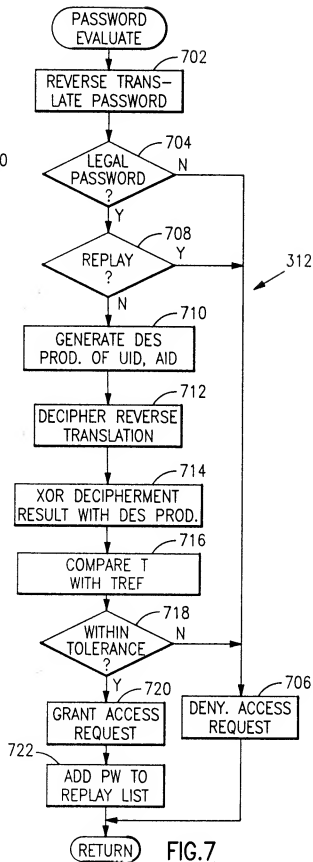 PASSWORD
EVALUATE
702
REVERSE TRANS-
LATE PASSWORD
704
LEGAL
PASSWORD
?
N
Y
0
708
REPLAY
?
Y
N
312
710
GENERATE DES
PROD. OF UID, AID
712
DECIPHER REVERSE
TRANSLATION
714
XOR DECIPHERMENT
RESULT WITH DES PROD.
716
COMPARE T
WITH TREF
718
WITHIN
TOLERANCE
?
N
Y
720
GRANT ACCESS
REQUEST
706
DENY. ACCESS
REQUEST
722
ADD PW TO
REPLAY LIST
RETURN
FIG.7